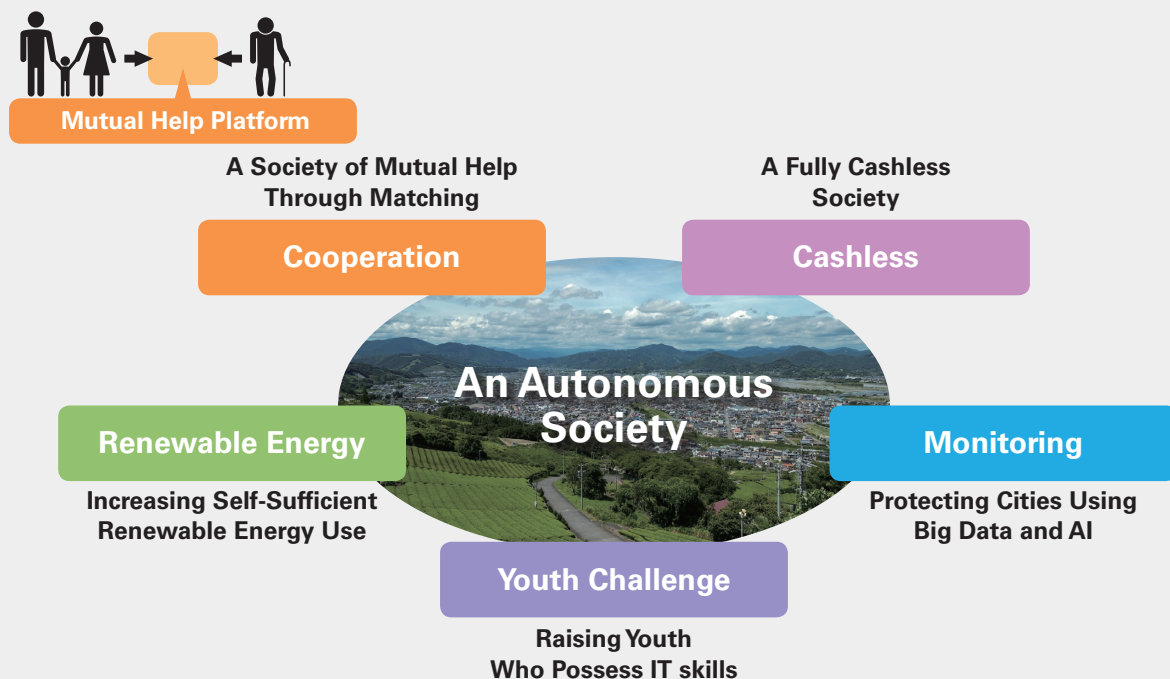 Mutual Help Platform
A Society of Mutual Help
Through Matching
Cooperation
A Fully Cashless
Society
Cashless
An Autonomous
Society
Renewable Energy
Increasing Self-Sufficient
Renewable Energy Use
Monitoring
Protecting Cities Using
Big Data and AI
Youth Challenge
Raising Youth
Who Possess IT skills